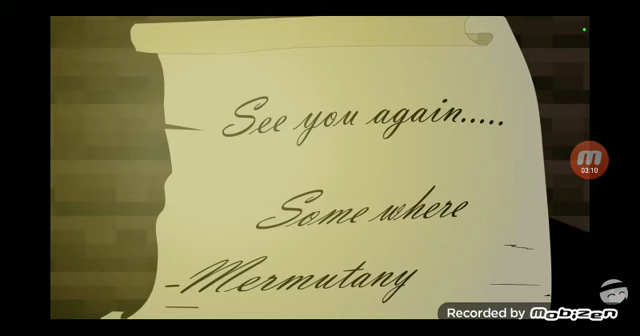 See you again.....
Some where
-Mermutany
03:10
Recorded by Mobizen